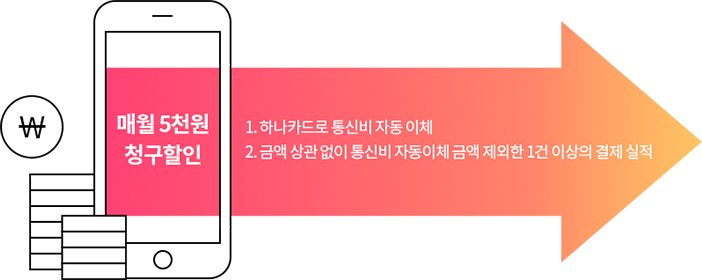 ₩
매월 5천원
청구할인
1. 하나카드로 통신비 자동 이체
2. 금액 상관 없이 통신비 자동이체 금액 제외한 1건 이상의 결제 실적